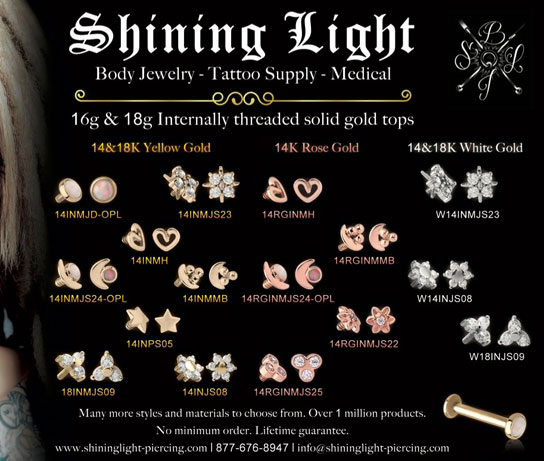 Shining Light
Body Jewelry - Tattoo Supply - Medical
B
S L
T
16g & 18g Internally threaded solid gold tops
14&18K Yellow Gold 14K Rose Gold 14&18K White Gold
14INMJD-OPL 14INMJS23 14RGINMH W14INMJS23
14INMH 14RGINMMB
14INMJS24-OPL 14INMMB 14RGINMJS24-OPL W14INJS08
14INPS05 14RGINMJS22
W18INJS09
18INMJS09 14INJS08 14RGINMJS25
Many more styles and materials to choose from. Over 1 million products.
No minimum order. Lifetime guarantee.
www.shininglight-piercing.com | 877-676-8947 | info@shininglight-piercing.com